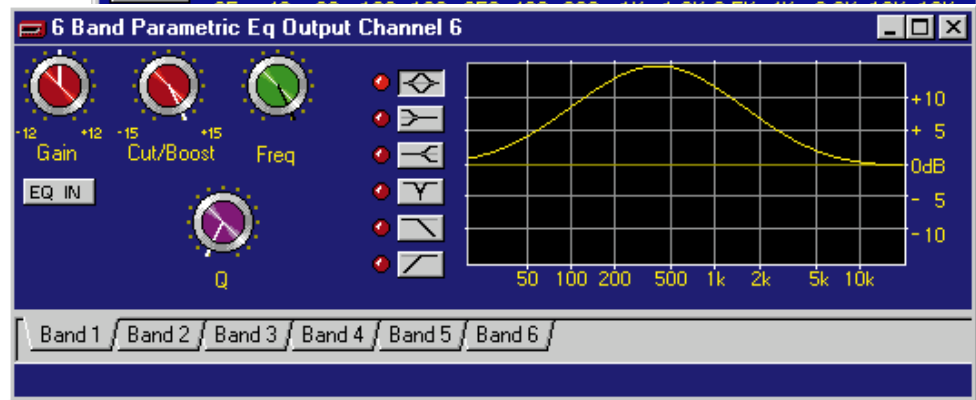 6 Band Parametric Eq Output Channel 6
-12 +12 -15 +15
Gain Cut/Boost Freq
EQ IN
Q
+10
+ 5
0dB
- 5
-10
50 100 200 500 1k 2k 5k 10k
Band 1 Band 2 Band 3 Band 4 Band 5 Band 6